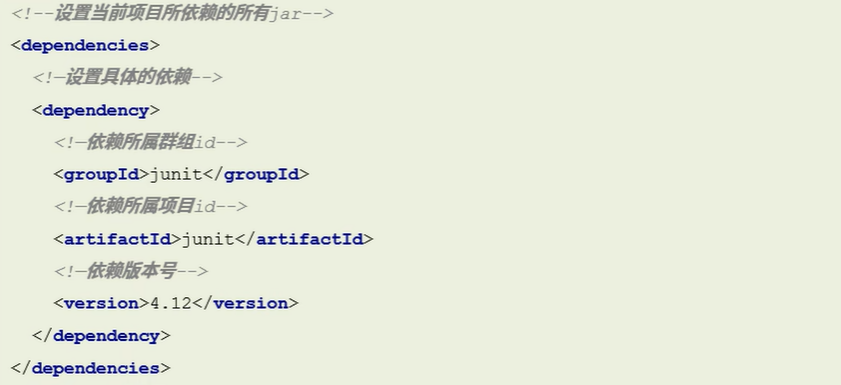 <!--设置当前项目所依赖的所有jar-->
<dependencies>
<!—设置具体的依赖-->
<dependency>
<!—依赖所属群组id-->
<groupId>junit</groupId>
<!—依赖所属项目id-->
<artifactId>junit</artifactId>
<!—依赖版本号-->
<version>4.12</version>
</dependency>
</dependencies>